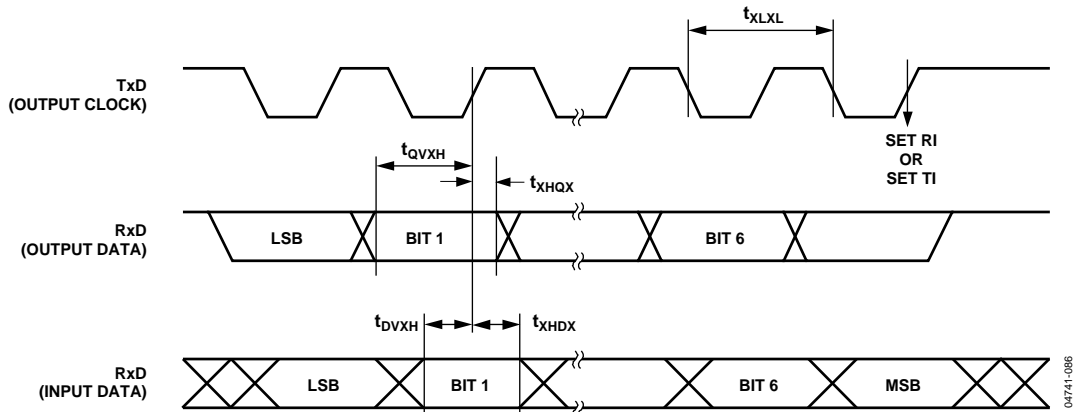 tXLXL
TxD
(OUTPUT CLOCK)
SET RI
OR
SET TI
tQVXH
tXHQX
RxD
(OUTPUT DATA)
LSB
BIT 1
BIT 6
tDVXH
tXHDX
RxD
(INPUT DATA)
LSB
BIT 1
BIT 6
MSB
04741-086